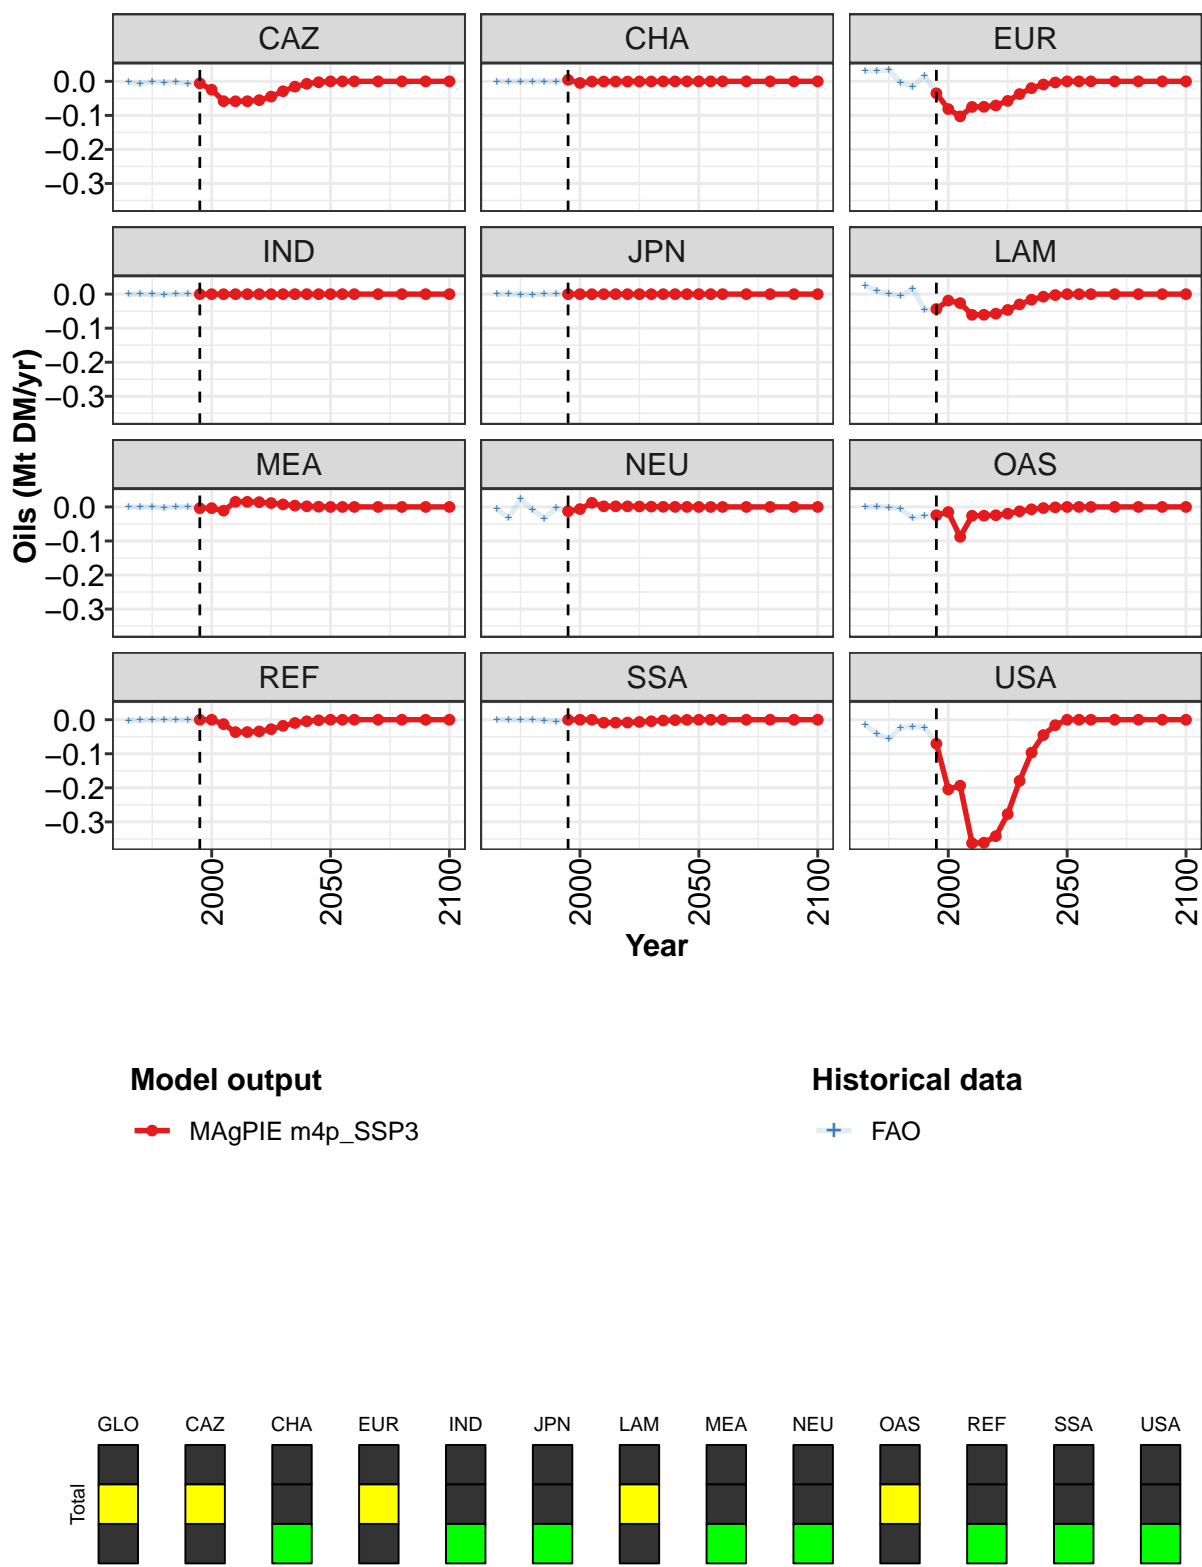 CAZ CHA EUR
0.0
−0.1
−0.2
−0.3
IND JPN LAM
0.0
−0.1
−0.2
−0.3
MEA NEU OAS
0.0
−0.1
−0.2
−0.3
REF SSA USA
0.0
−0.1
−0.2
−0.3
Oils (Mt DM/yr)
2000 2050 2100 2000 2050 2100 2000 2050 2100
Year
Model output Historical data
MAgPIE m4p_SSP3 FAO
GLO CAZ CHA EUR IND JPN LAM MEA NEU OAS REF SSA USA
Total